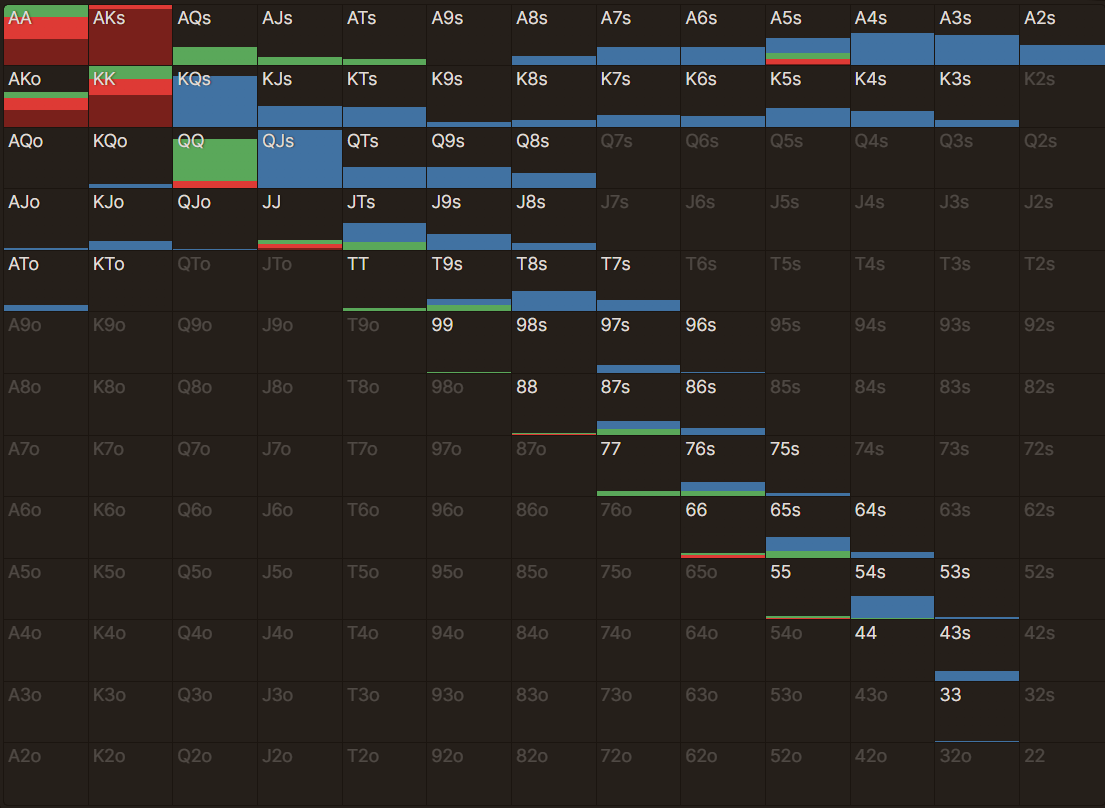 AA AKs AQs AJs ATs A9s A8s A7s A6s A5s A4s A3s A2s
AKo KK KQs KJs KTs K9s K8s K7s K6s K5s K4s K3s K2s
AQo KQo QQ QJs QTs Q9s Q8s Q7s Q6s Q5s Q4s Q3s Q2s
AJo KJo QJo JJ JTs J9s J8s J7s J6s J5s J4s J3s J2s
ATo KTo QTo JTo TT T9s T8s T7s T6s T5s T4s T3s T2s
A9o K9o Q9o J9o T9o 99 98s 97s 96s 95s 94s 93s 92s
A8o K8o Q8o J8o T8o 98o 88 87s 86s 85s 84s 83s 82s
A7o K7o Q7o J7o T7o 97o 87o 77 76s 75s 74s 73s 72s
A6o K6o Q6o J6o T6o 96o 86o 76o 66 65s 64s 63s 62s
A5o K5o Q5o J5o T5o 95o 85o 75o 65o 55 54s 53s 52s
A4o K4o Q4o J4o T4o 94o 84o 74o 64o 54o 44 43s 42s
A3o K3o Q3o J3o T3o 93o 83o 73o 63o 53o 43o 33 32s
A2o K2o Q2o J2o T2o 92o 82o 72o 62o 52o 42o 32o 22